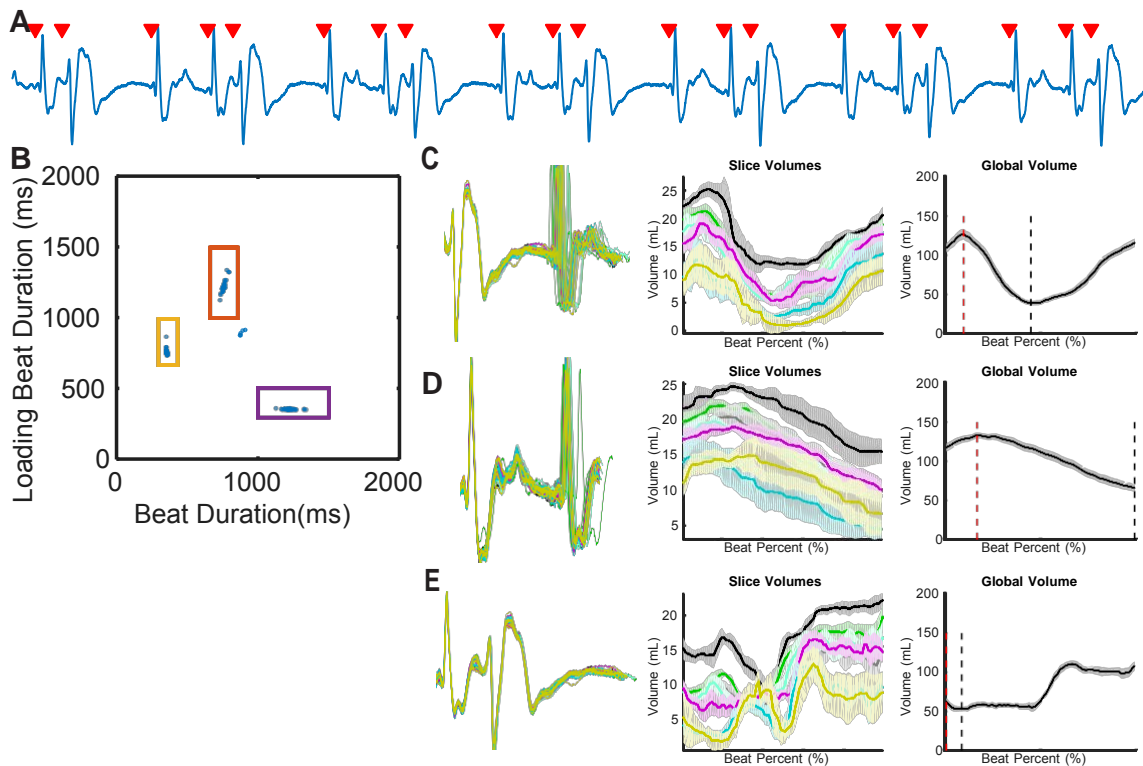 A
B
Loading Beat Duration (ms)
2000
1500
1000
500
0
0
1000
2000
Beat Duration(ms)
C
Slice Volumes
Volume (mL)
25
20
15
10
5
0
Beat Percent (%)
Global Volume
Volume (mL)
200
150
100
50
0
Beat Percent (%)
D
Slice Volumes
Volume (mL)
25
20
15
10
5
Beat Percent (%)
Global Volume
Volume (mL)
200
150
100
50
0
Beat Percent (%)
E
Slice Volumes
Volume (mL)
20
15
10
5
0
Beat Percent (%)
Global Volume
Volume (mL)
200
150
100
50
0
Beat Percent (%)